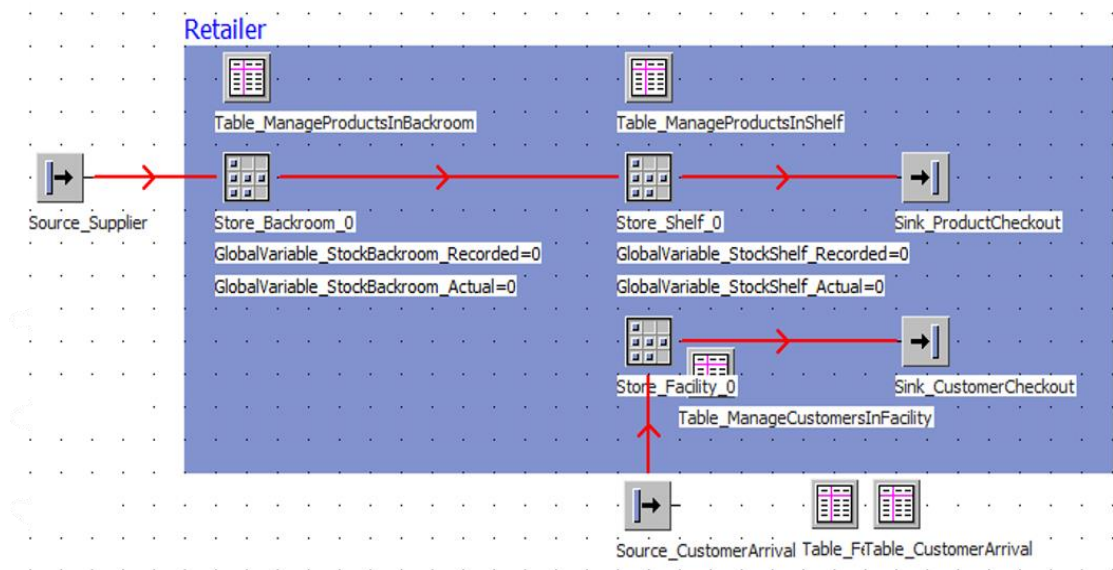 Retailer
Table_ManageProductsInBackroom
Table_ManageProductsInShelf
Source_Supplier
Store_Backroom_0
Store_Shelf_0
Sink_ProductCheckout
GlobalVariable_StockBackroom_Recorded=0
GlobalVariable_StockShelf_Recorded=0
GlobalVariable_StockBackroom_Actual=0
GlobalVariable_StockShelf_Actual=0
Store_Facility_0
Sink_CustomerCheckout
Table_ManageCustomersInFacility
Source_CustomerArrival
Table_CustomerArrival